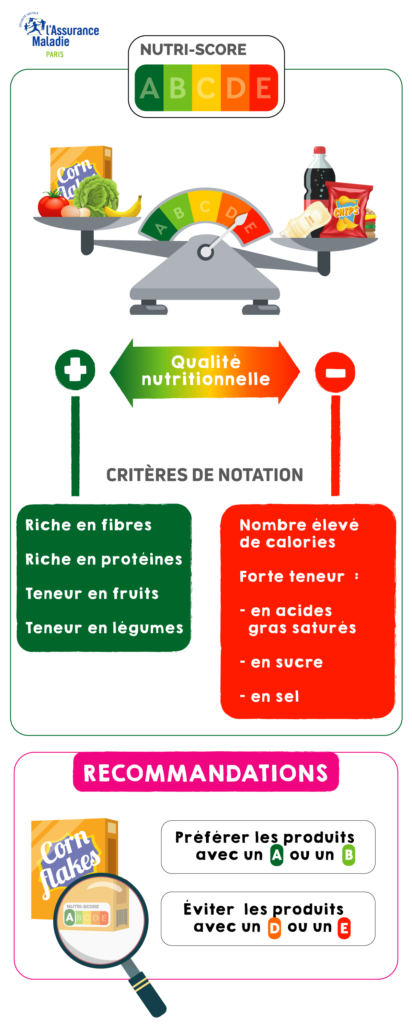 l'Assurance
Maladie
PARIS
NUTRI-SCORE
A B C D E
Corn
flakes
A B C D E
CHIPS
+
Qualité
nutritionnelle
-
CRITÈRES DE NOTATION
Riche en fibres
Riche en protéines
Teneur en fruits
Teneur en légumes
Nombre élevé
de calories
Forte teneur :
- en acides
gras saturés
- en sucre
- en sel
RECOMMANDATIONS
Corn
flakes
NUTRI-SCORE
A B C D E
Préférer les produits
avec un A ou un B
Éviter les produits
avec un D ou un E